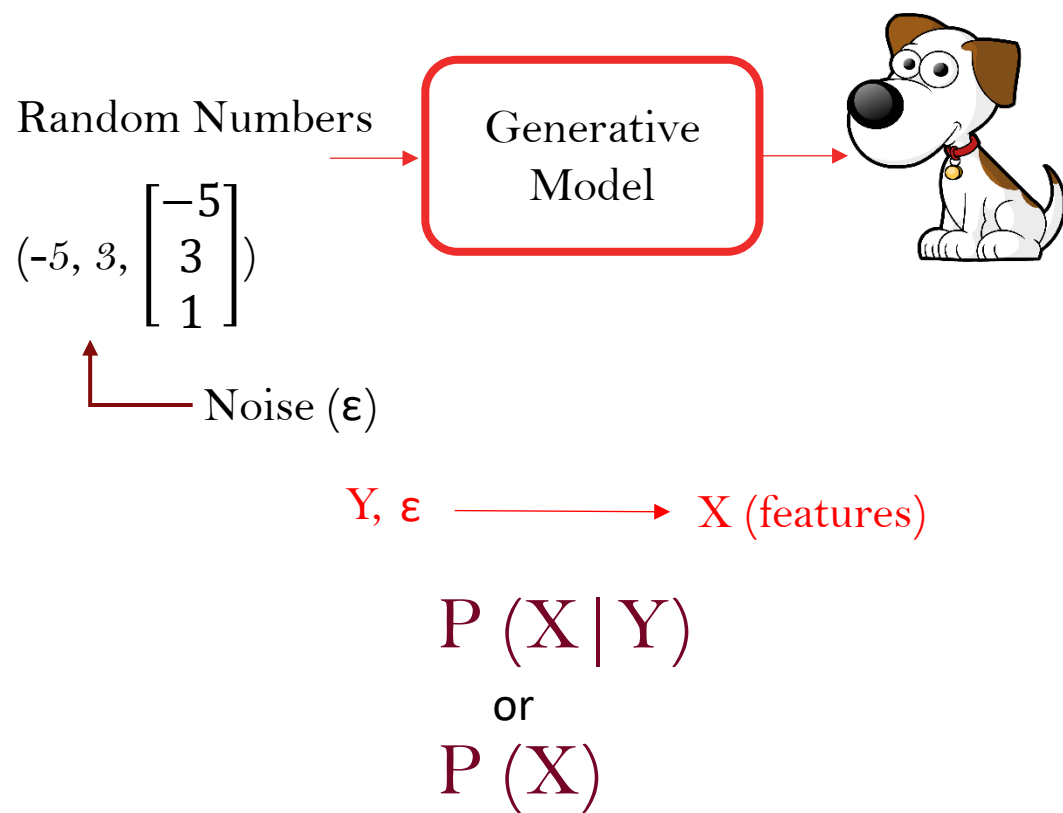 Random Numbers
Generative
Model
(-5, 3, [−5
3
1])
Noise (ε)
Y, ε
X (features)
P (X | Y)
or
P (X)